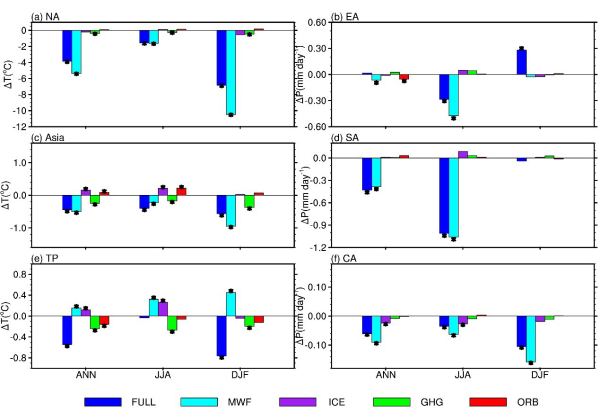 (a) NA
(b) EA
0
-2
-4
-6
-8
-10
-12
ΔT(°C)
0.60
0.30
0.00
-0.30
-0.60
ΔP(mm day⁻¹)
(c) Asia
(d) SA
1.0
0.0
-1.0
ΔT(°C)
0.0
-0.3
-0.6
-0.9
-1.2
ΔP(mm day⁻¹)
(e) TP
(f) CA
0.8
0.4
0.0
-0.4
-0.8
ΔT(°C)
0.10
0.00
-0.10
ΔP(mm day⁻¹)
ANN JJA DJF
ANN JJA DJF
FULL MWF ICE GHG ORB